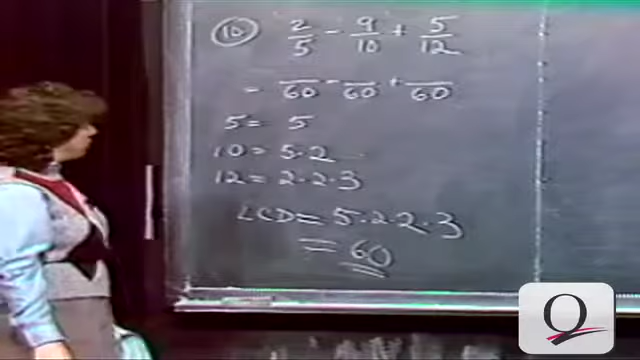 (10) 2/5 - 9/10 + 5/12
= /60 - /60 + /60
5 = 5
10 = 5·2
12 = 2·2·3
LCD = 5·2·2·3
= 60
Q